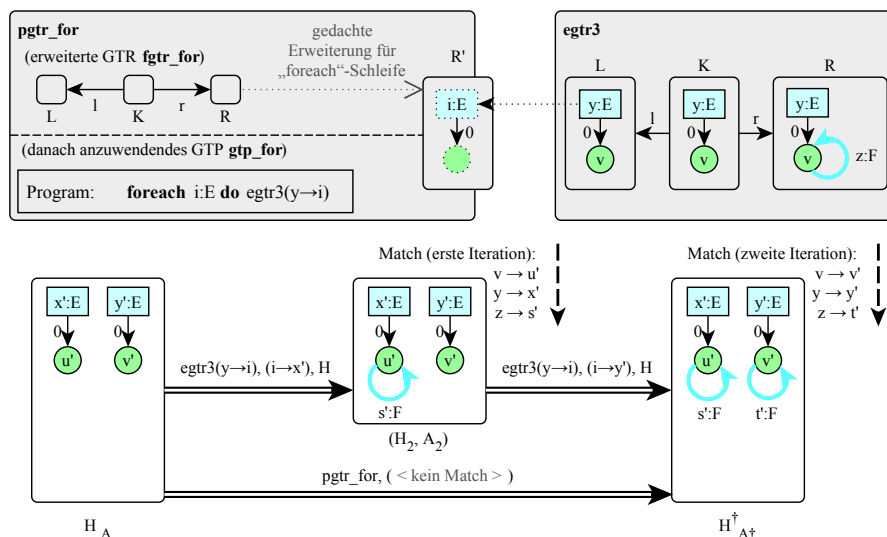 pgtr_for
(erweiterte GTR fgtr_for)
L
l
K
r
R
gedachte
Erweiterung für
„foreach“-Schleife
R'
i:E
0
(danach anzuwendendes GTP gtp_for)
Program: foreach i:E do egtr3(y→i)
egtr3
L
K
R
y:E
y:E
y:E
0
0
0
l
r
v
v
v
z:F
Match (erste Iteration):
v → u'
y → x'
z → s'
Match (zweite Iteration):
v → v'
y → y'
z → t'
x':E
y':E
0
0
u'
v'
egtr3(y→i), (i→x'), H
x':E
y':E
0
0
u'
v'
s':F
(H2, A2)
egtr3(y→i), (i→y'), H
x':E
y':E
0
0
u'
v'
s':F
t':F
pgtr_for, ( < kein Match > )
H A
H† A†